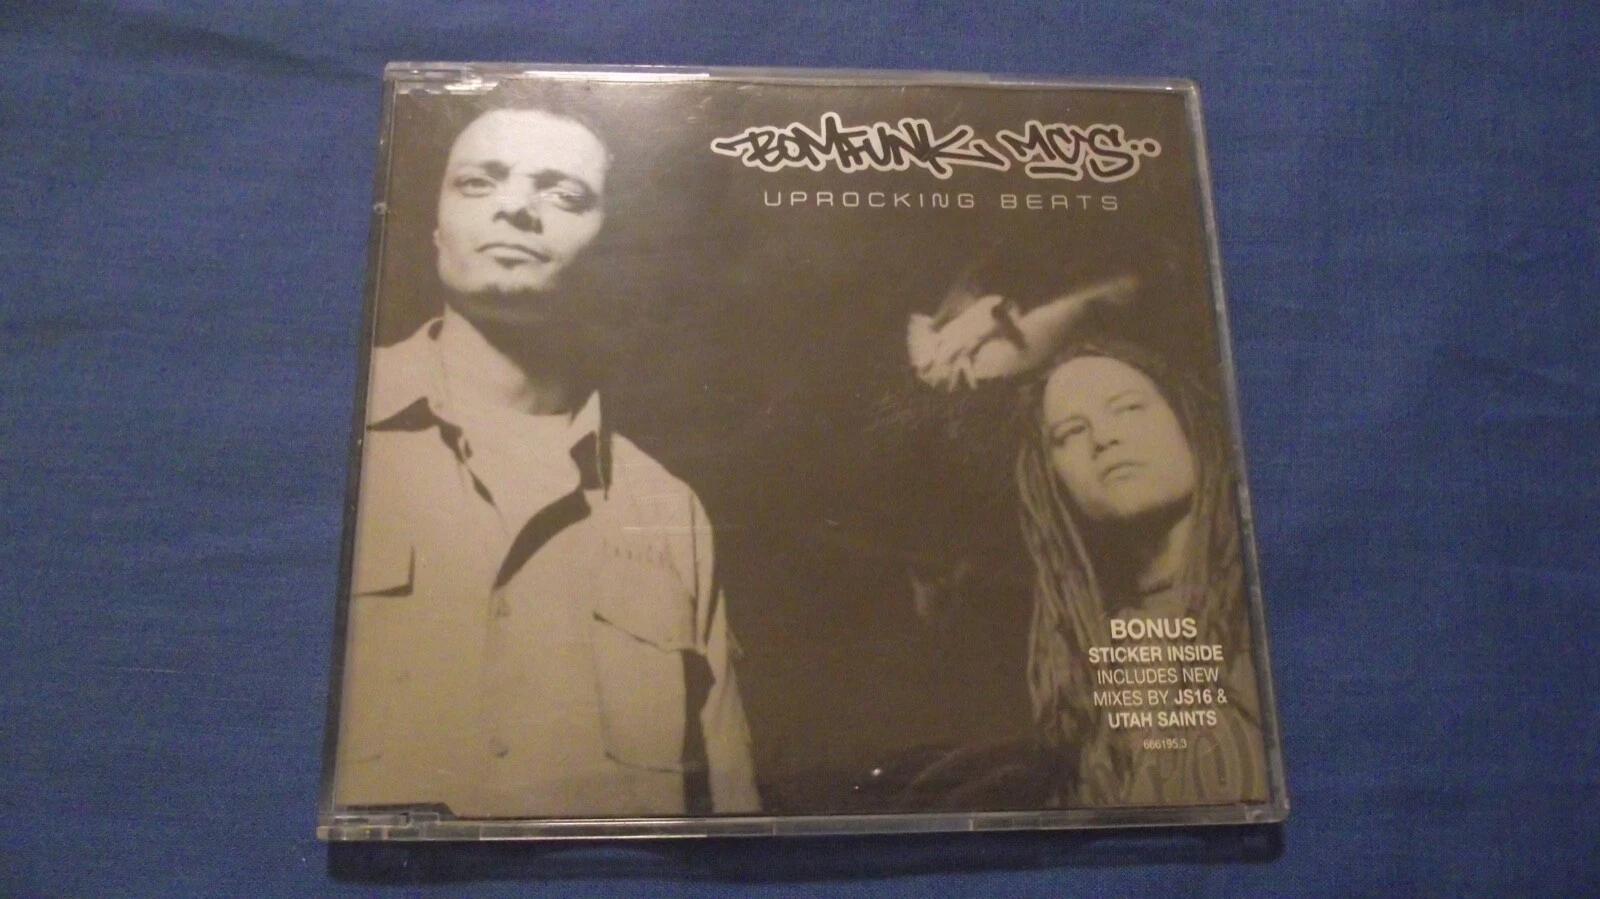 BOMFUNK MC'S
UPROCKING BEATS
BONUS
STICKER INSIDE
INCLUDES NEW
MIXES BY JS16 &
UTAH SAINTS
666195.3